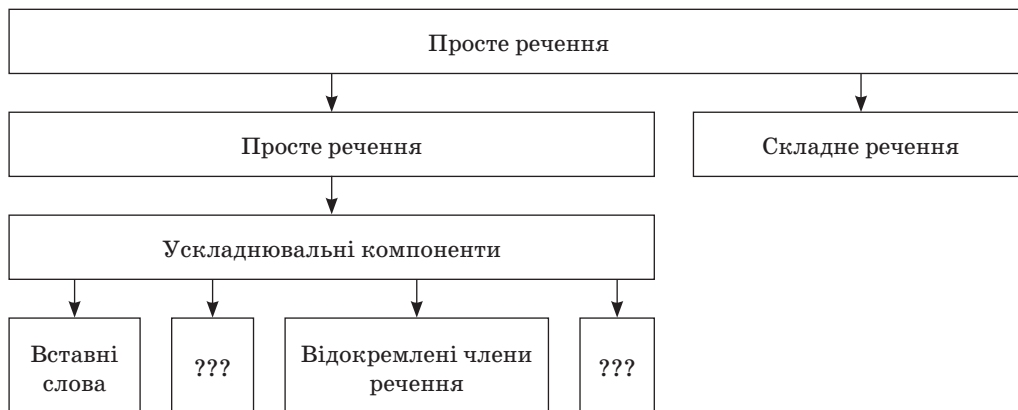 Просте речення
Просте речення
Складне речення
Ускладнювальні компоненти
Вставні
слова
???
Відокремлені члени
речення
???